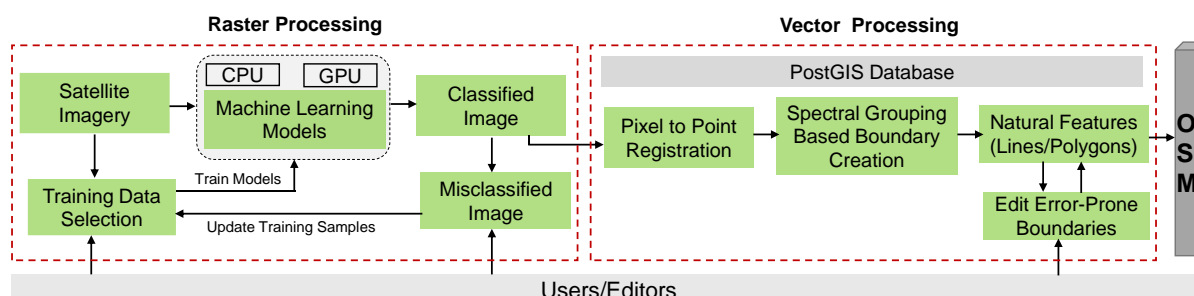 Raster Processing
Vector Processing
CPU
GPU
Satellite
Imagery
Machine Learning
Models
Classified
Image
PostGIS Database
Pixel to Point
Registration
Spectral Grouping
Based Boundary
Creation
Natural Features
(Lines/Polygons)
O
S
M
Train Models
Training Data
Selection
Misclassified
Image
Update Training Samples
Edit Error-Prone
Boundaries
Users/Editors